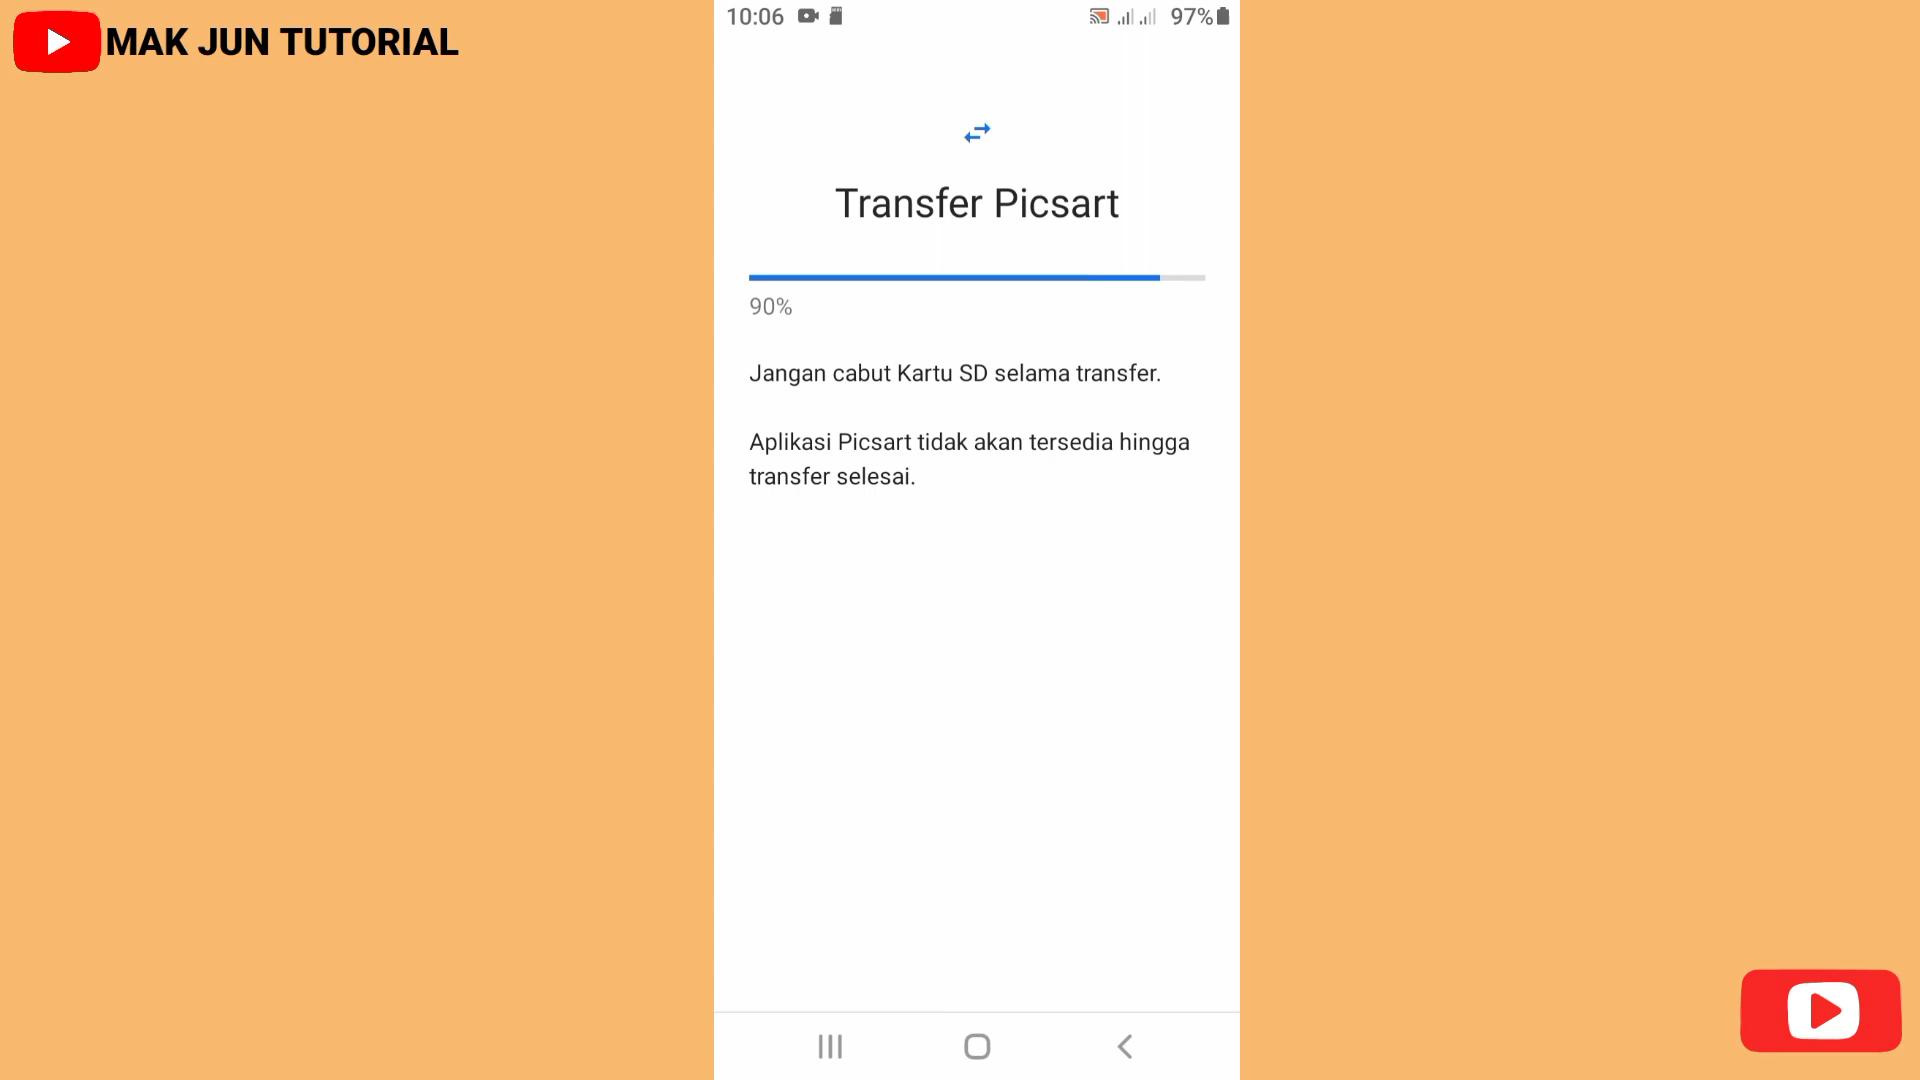 MAK JUN TUTORIAL
10:06
97%
Transfer Picsart
90%
Jangan cabut Kartu SD selama transfer.
Aplikasi Picsart tidak akan tersedia hingga
transfer selesai.